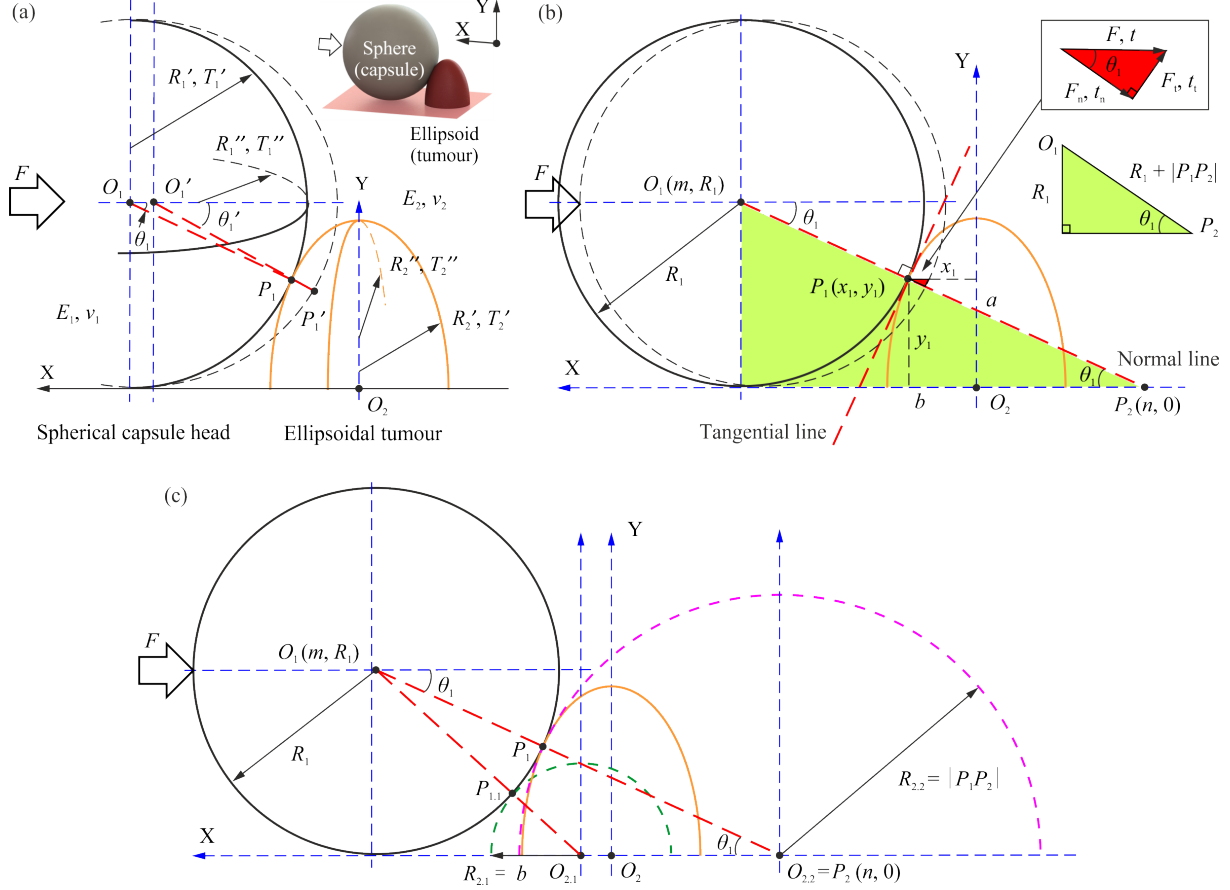 (a)
Y
X
Sphere
(capsule)
Ellipsoid
(tumour)
R₁′, T₁′
R₁′′, T₁′′
F
O₁
O₁′
θ₁
θ₁′
Y
E₂, ν₂
R₂′′, T₂′′
P₁
P₁′
E₁, ν₁
R₂′, T₂′
X
O₂
Spherical capsule head
Ellipsoidal tumour
(b)
Y
F, t
θ₁
Fₙ, tₙ
Fₜ, tₜ
O₁
R₁
R₁ + |P₁P₂|
θ₁
P₂
F
O₁(m, R₁)
θ₁
R₁
P₁(x₁, y₁)
x₁
a
y₁
Normal line
X
θ₁
b
O₂
P₂(n, 0)
Tangential line
(c)
Y
F
O₁(m, R₁)
θ₁
R₁
P₁
P₁.₁
R₂.₂ = |P₁P₂|
X
θ₁
R₂.₁ = b
O₂.₁
O₂
O₂.₂=P₂(n, 0)